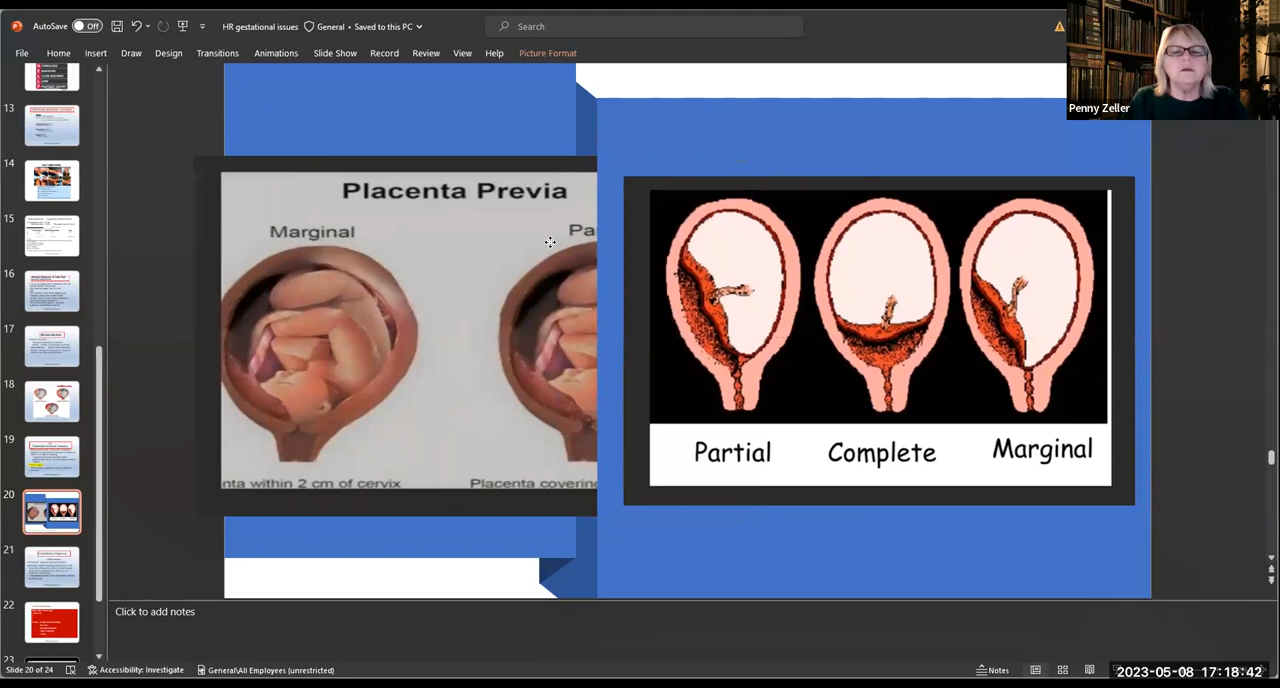 AutoSave Off HR gestational issues General • Saved to this PC Search
File Home Insert Draw Design Transitions Animations Slide Show Record Review View Help Picture Format
Penny Zeller
13
14
15
16
17
18
19
20
21
22
23
Placenta Previa
Marginal Pa
nta within 2 cm of cervix Placenta covering
Partial Complete Marginal
Click to add notes
Slide 20 of 24 Accessibility: Investigate General\All Employees (unrestricted) Notes
2023-05-08 17:18:42